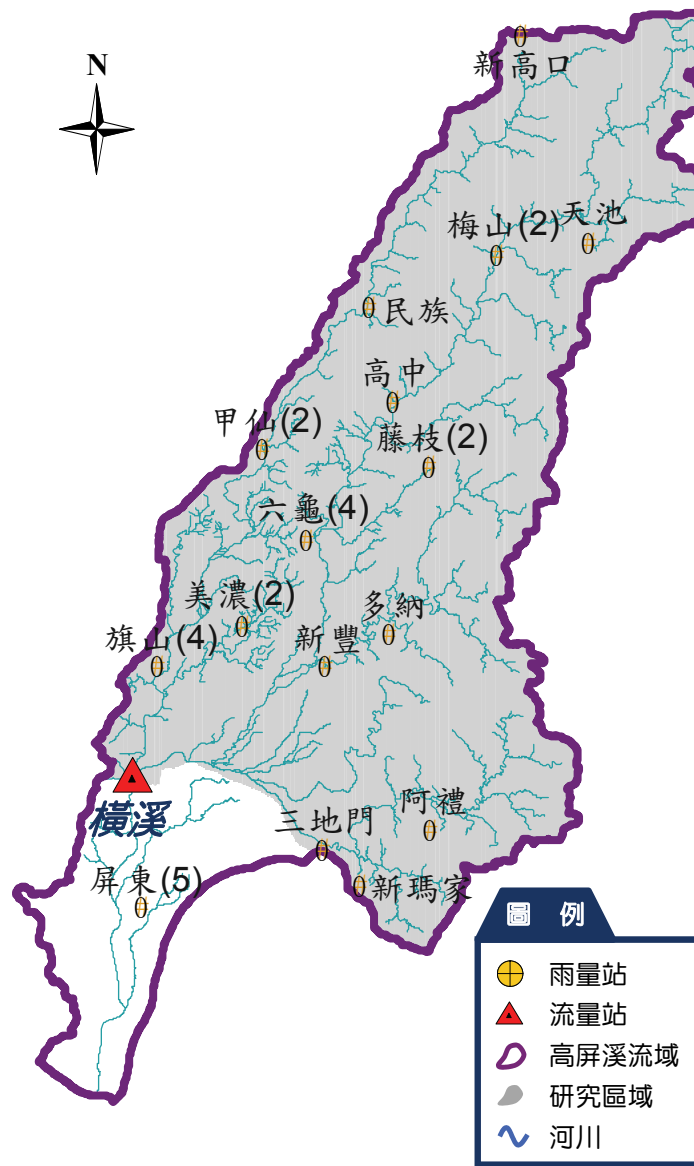 N
新高口
天池
梅山(2)
民族
高中
甲仙(2)
藤枝(2)
六龜(4)
美濃(2)
多納
旗山(4)
新豐
橫溪
三地門
阿禮
屏東(5)
新瑪家
圖 例
雨量站
流量站
高屏溪流域
研究區域
河川